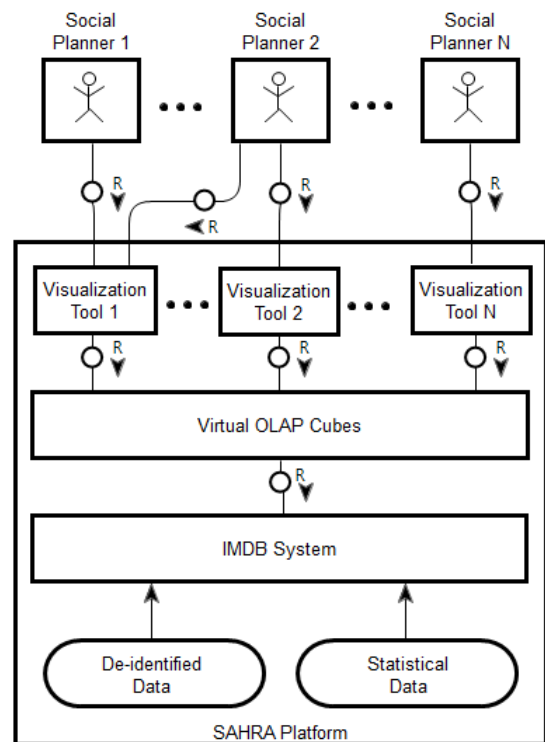 Social Planner 1
Social Planner 2
Social Planner N
R
R
R
R
Visualization Tool 1
Visualization Tool 2
Visualization Tool N
R
R
R
Virtual OLAP Cubes
R
IMDB System
De-identified Data
Statistical Data
SAHRA Platform